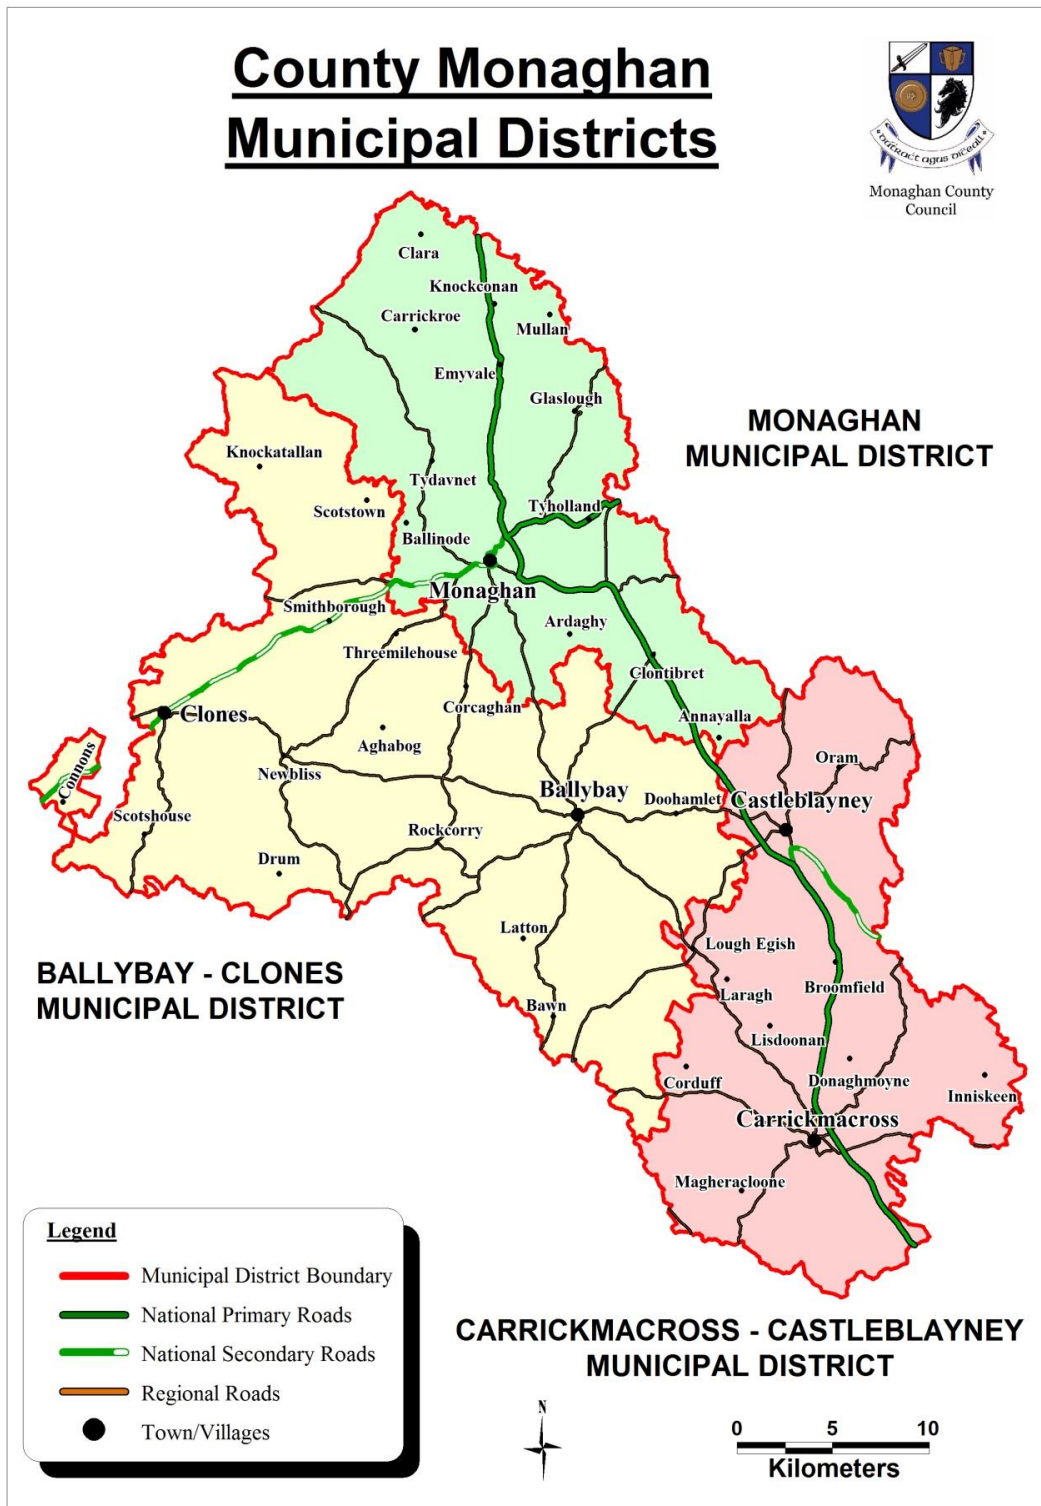 County Monaghan
Municipal Districts
Dúṫraċt agus Díċeall
Monaghan County
Council
Clara
Knockconan
Carrickroe
Mullan
Emyvale
Glaslough
MONAGHAN
MUNICIPAL DISTRICT
Knockatallan
Tydavnet
Scotstown
Tyholland
Ballinode
Monaghan
Smithborough
Ardaghy
Threemilehouse
Clontibret
Corcaghan
Clones
Annayalla
Aghabog
Connons
Oram
Newbliss
Ballybay
Doohamlet
Castleblayney
Scotshouse
Rockcorry
Drum
Latton
Lough Egish
BALLYBAY - CLONES
MUNICIPAL DISTRICT
Broomfield
Laragh
Bawn
Lisdoonan
Corduff
Donaghmoyne
Inniskeen
Carrickmacross
Magheracloone
Legend
Municipal District Boundary
National Primary Roads
National Secondary Roads
Regional Roads
Town/Villages
CARRICKMACROSS - CASTLEBLAYNEY
MUNICIPAL DISTRICT
N
0 5 10
Kilometers